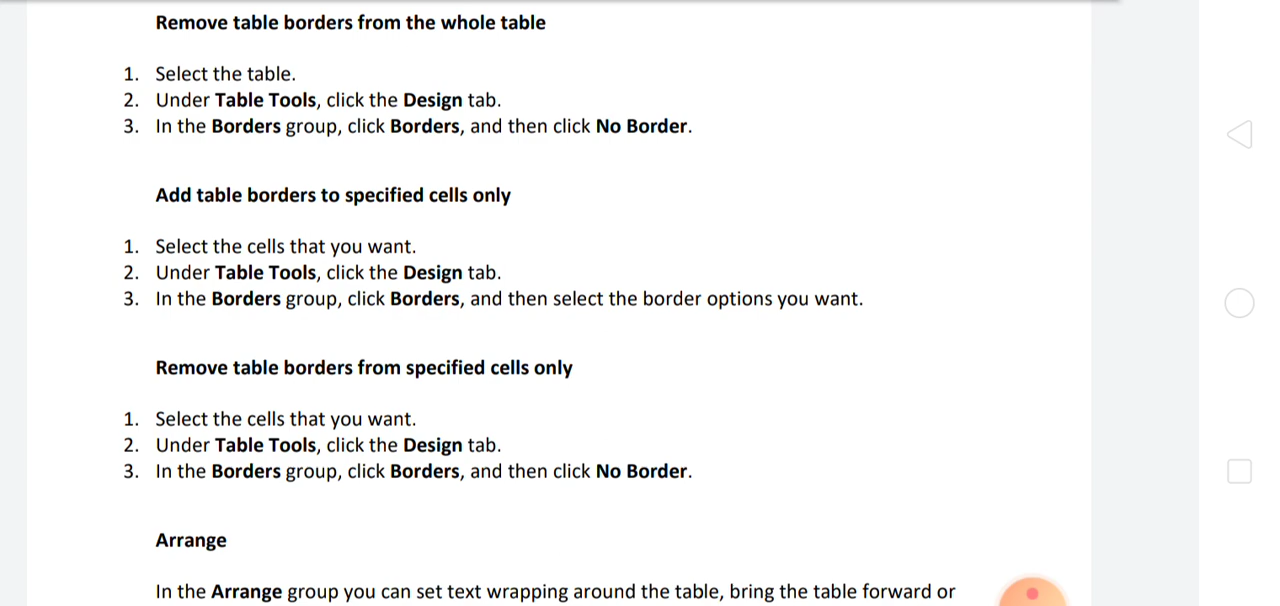 Remove table borders from the whole table
1. Select the table.
2. Under Table Tools, click the Design tab.
3. In the Borders group, click Borders, and then click No Border.
Add table borders to specified cells only
1. Select the cells that you want.
2. Under Table Tools, click the Design tab.
3. In the Borders group, click Borders, and then select the border options you want.
Remove table borders from specified cells only
1. Select the cells that you want.
2. Under Table Tools, click the Design tab.
3. In the Borders group, click Borders, and then click No Border.
Arrange
In the Arrange group you can set text wrapping around the table, bring the table forward or